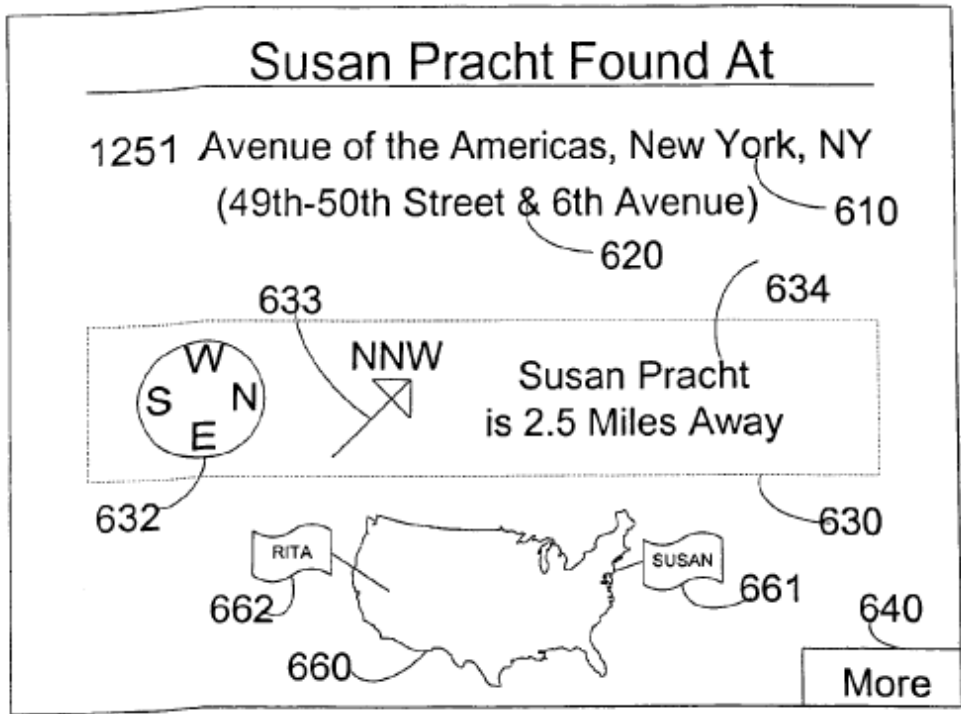 Susan Pracht Found At
1251 Avenue of the Americas, New York, NY
(49th-50th Street & 6th Avenue)
610
620
634
633
W
S N
E
NNW
Susan Pracht
is 2.5 Miles Away
632
630
RITA
SUSAN
662
661
660
640
More